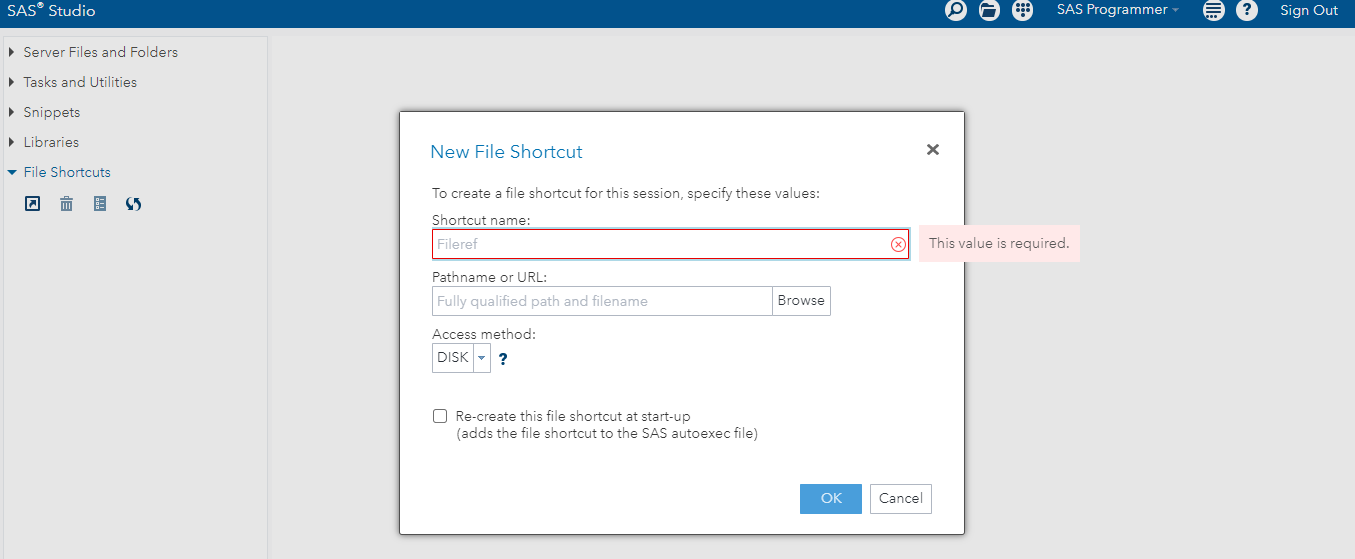 SAS® Studio
SAS Programmer
?
Sign Out
Server Files and Folders
Tasks and Utilities
Snippets
Libraries
File Shortcuts
New File Shortcut
To create a file shortcut for this session, specify these values:
Shortcut name:
Fileref
This value is required.
Pathname or URL:
Fully qualified path and filename
Browse
Access method:
DISK
?
Re-create this file shortcut at start-up
(adds the file shortcut to the SAS autoexec file)
OK
Cancel